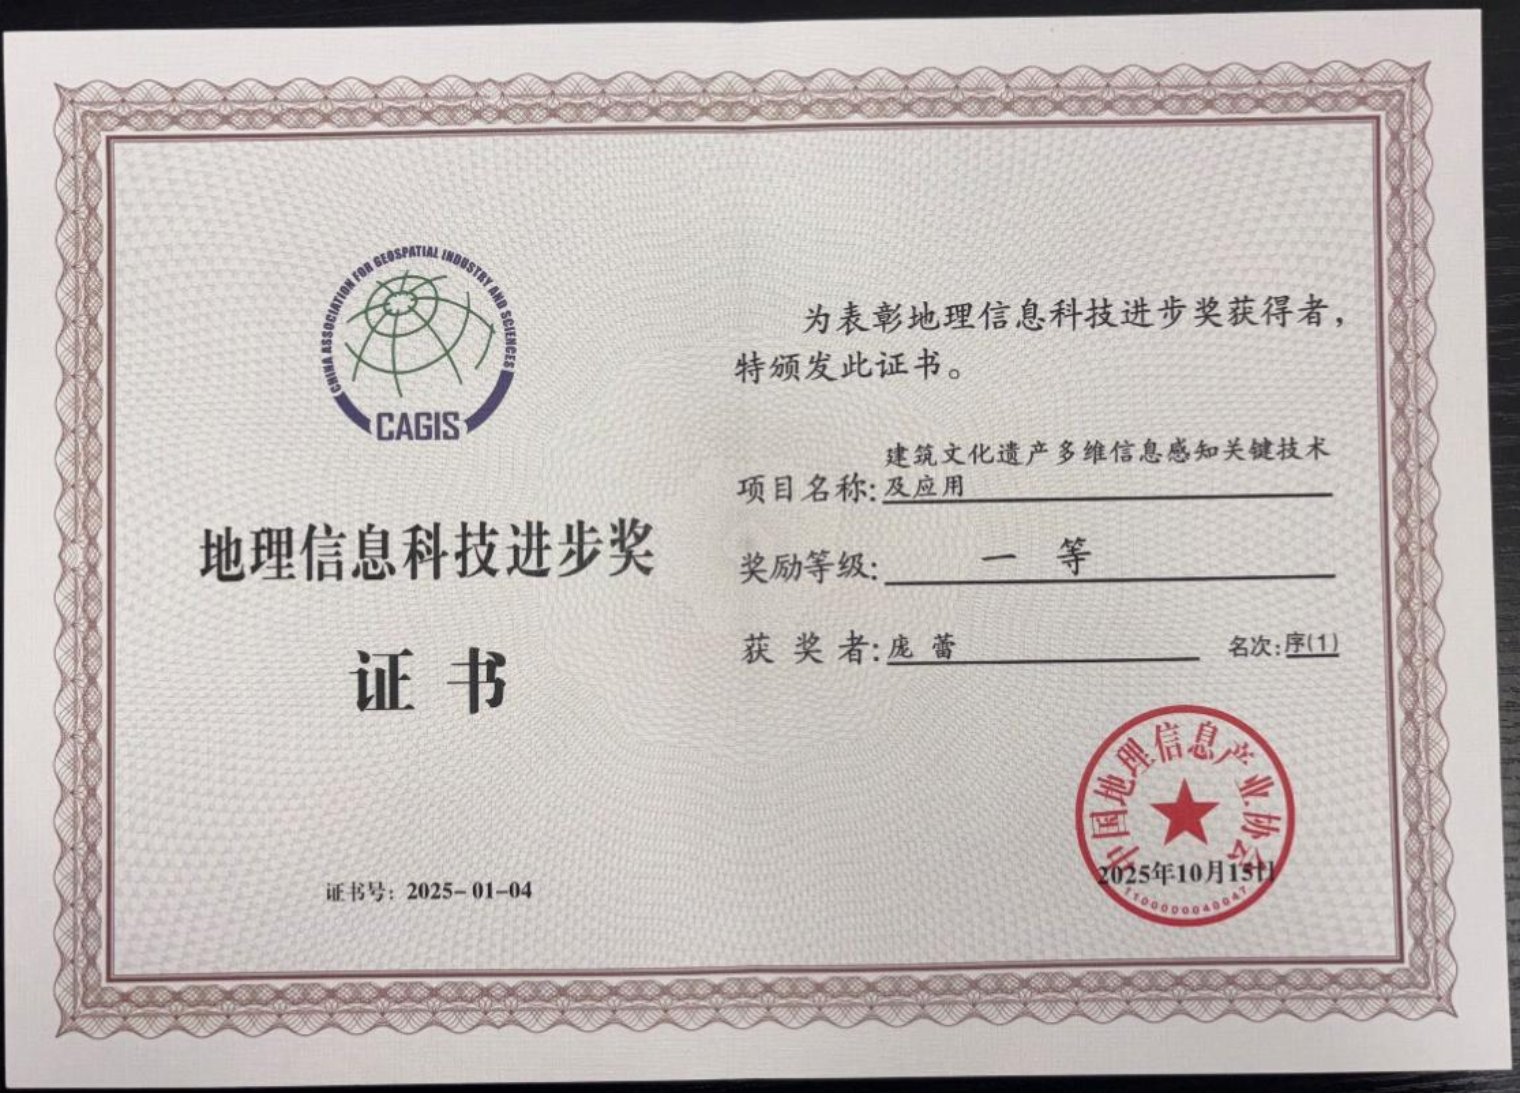 CHINA ASSOCIATION FOR GEOSPATIAL INDUSTRY AND SCIENCES
CAGIS
地理信息科技进步奖
证书
证书号：2025-01-04
为表彰地理信息科技进步奖获得者，
特颁发此证书。
项目名称：建筑文化遗产多维信息感知关键技术
及应用
奖励等级：一 等
获 奖 者：庞 蕾 名次：序(1)
中国地理信息产业协会
2025年10月15日